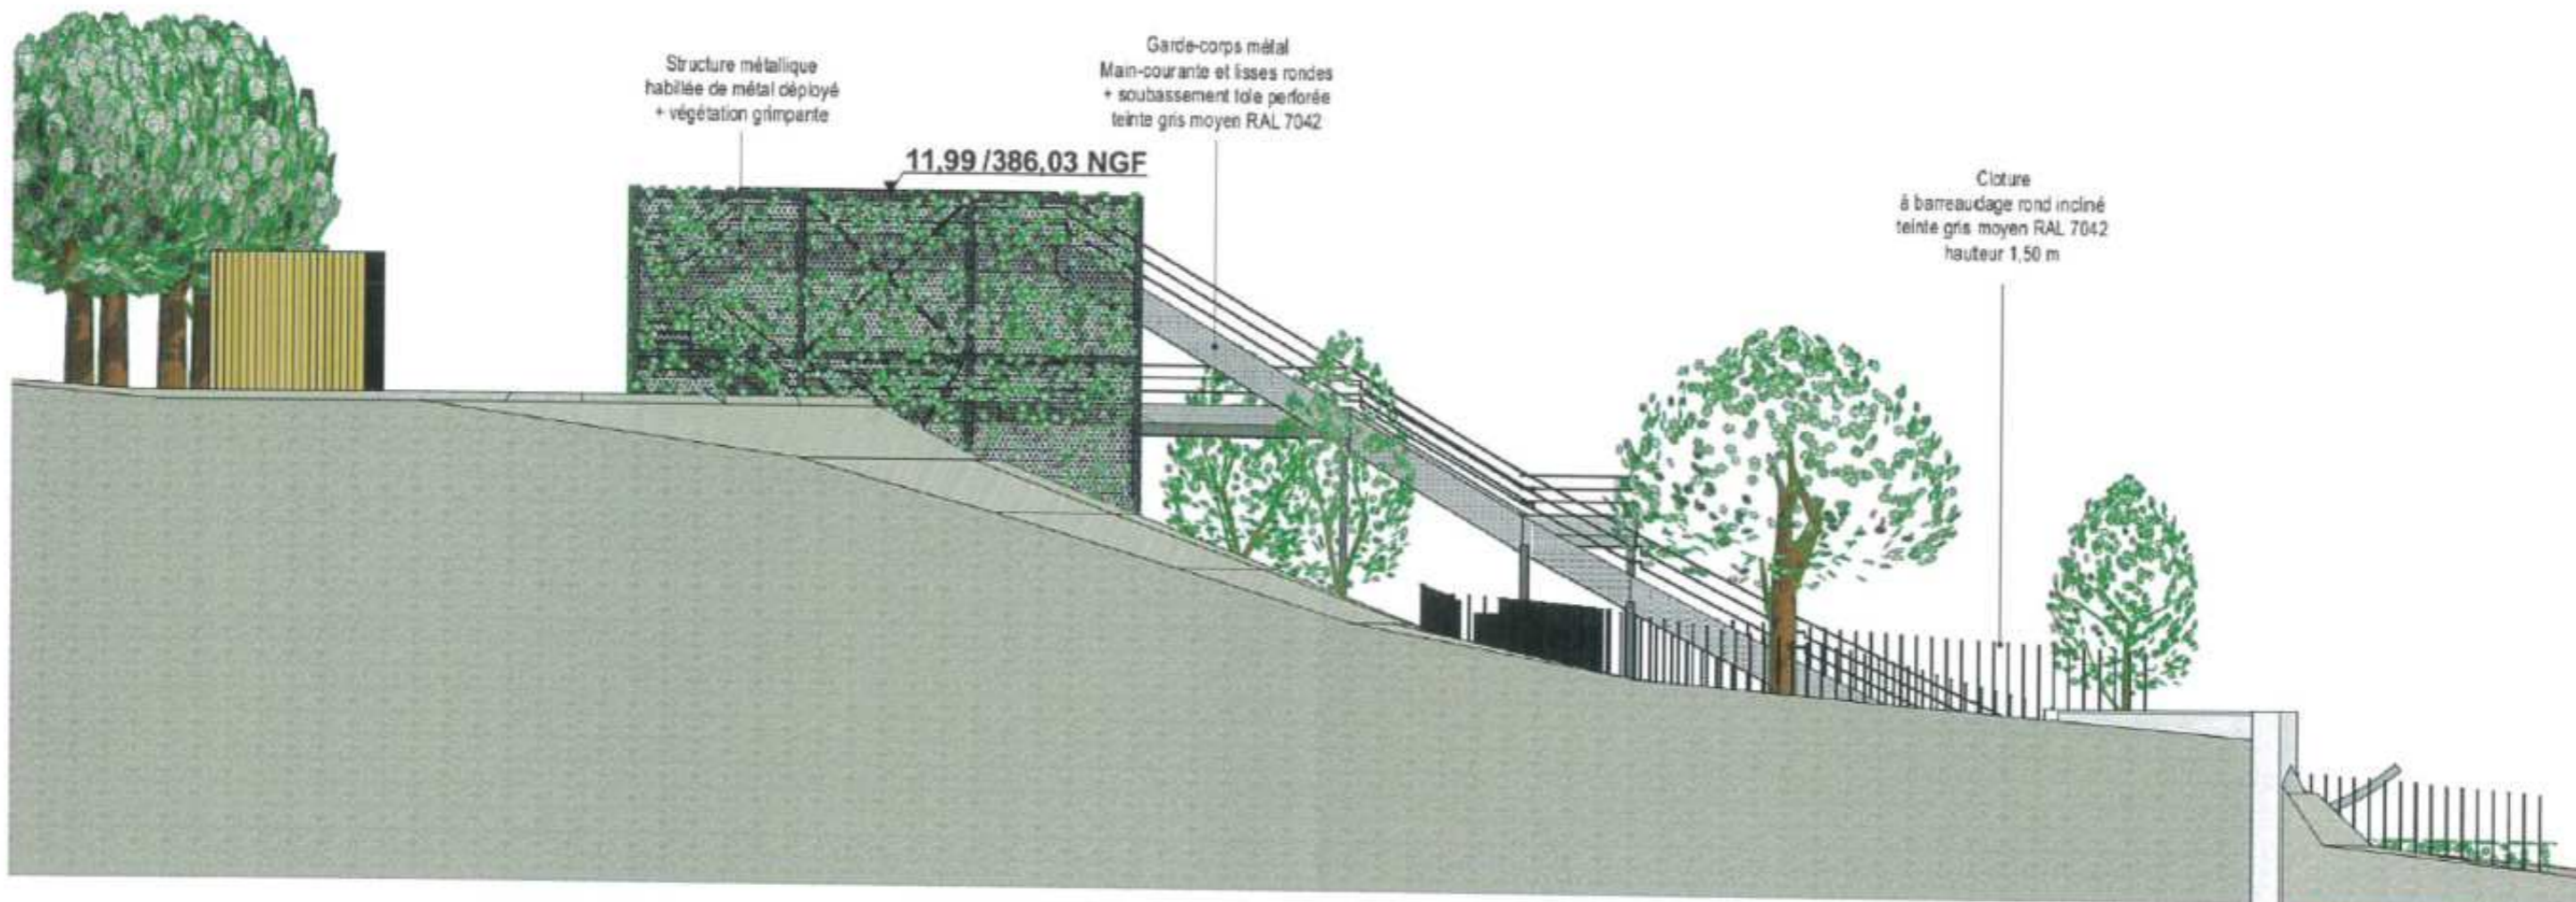 Structure métallique
habillée de métal déployé
+ végétation grimpante
Garde-corps métal
Main-courante et lisses rondes
+ soubassement tole perforée
teinte gris moyen RAL 7042
11,99 /386,03 NGF
Cloture
à barreaudage rond incliné
teinte gris moyen RAL 7042
hauteur 1,50 m